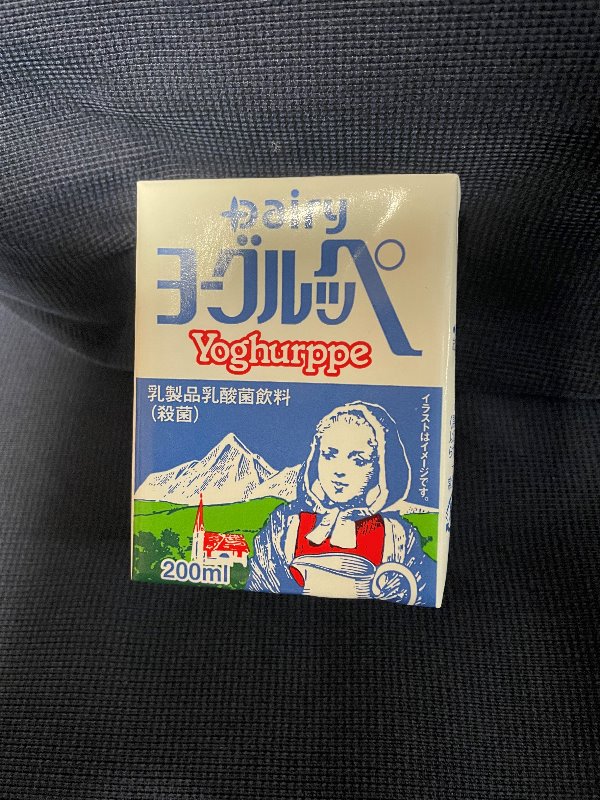 Dairy
ヨーグルッペ
Yoghurppe
乳製品乳酸菌飲料
（殺菌）
イラストはイメージです。
200ml